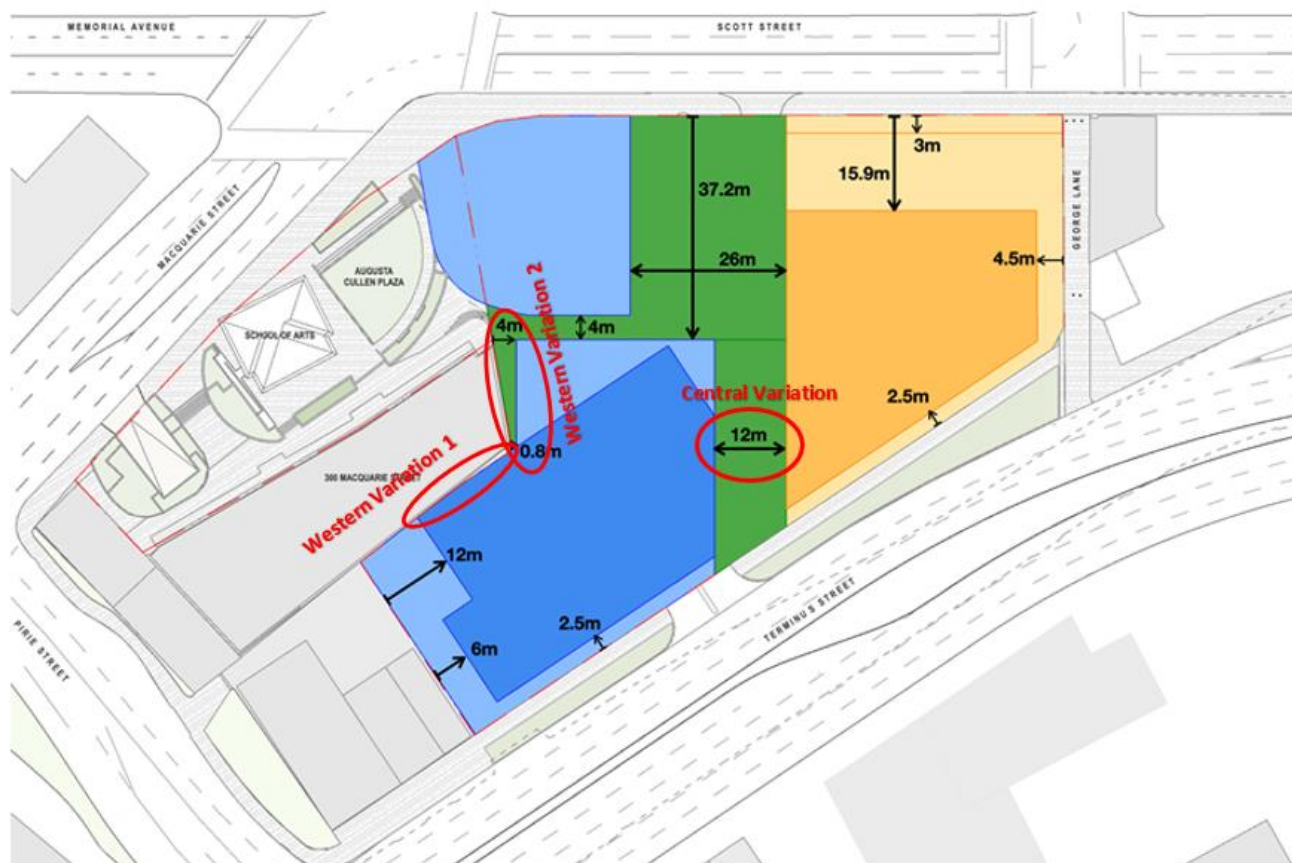 MEMORIAL AVENUE
SCOTT STREET
3m
15.9m
37.2m
MACQUARIE STREET
GEORGE LANE
26m
4.5m
AUGUSTA
CULLEN PLAZA
SCHOOL OF ARTS
4m
4m
Western Variation 2
Central Variation
2.5m
12m
0.8m
300 MACQUARIE STREET
Western Variation 1
12m
2.5m
6m
TERMINUS STREET
PIRIE STREET